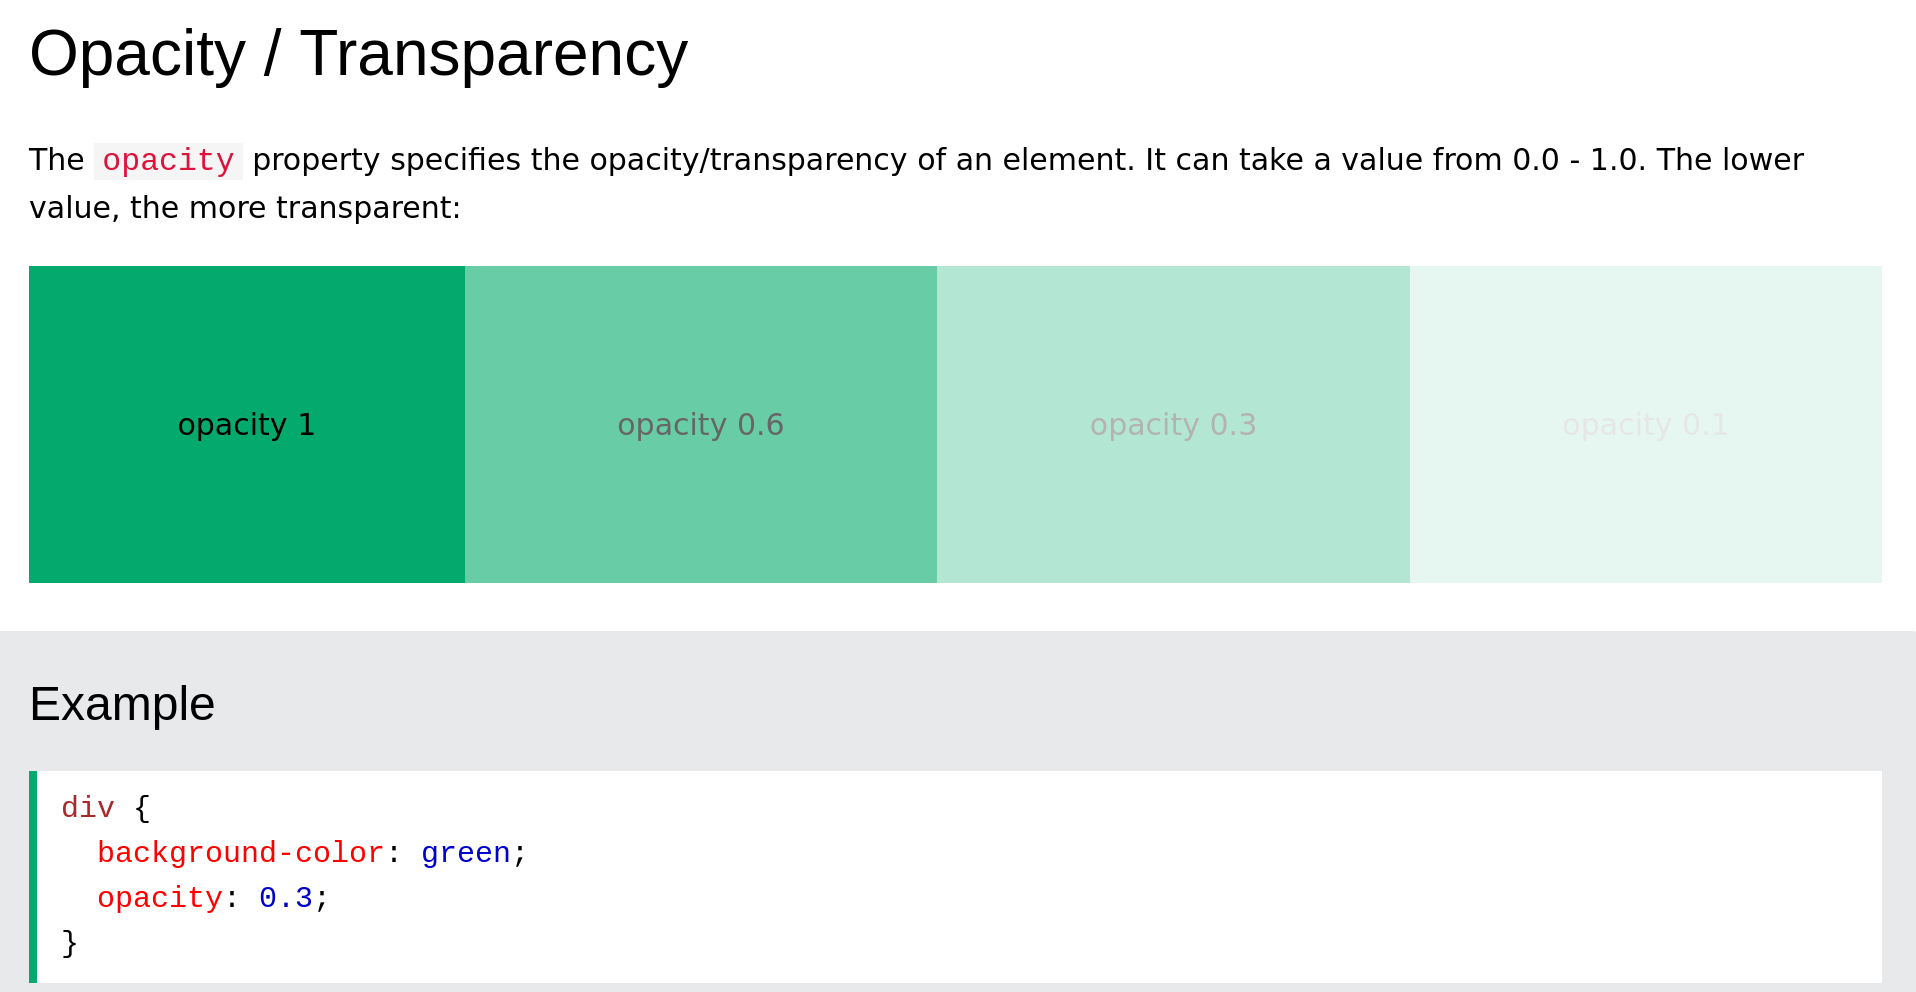 Opacity / Transparency
The opacity property specifies the opacity/transparency of an element. It can take a value from 0.0 - 1.0. The lower
value, the more transparent:
opacity 1 opacity 0.6 opacity 0.3 opacity 0.1
Example
div {
  background-color: green;
  opacity: 0.3;
}